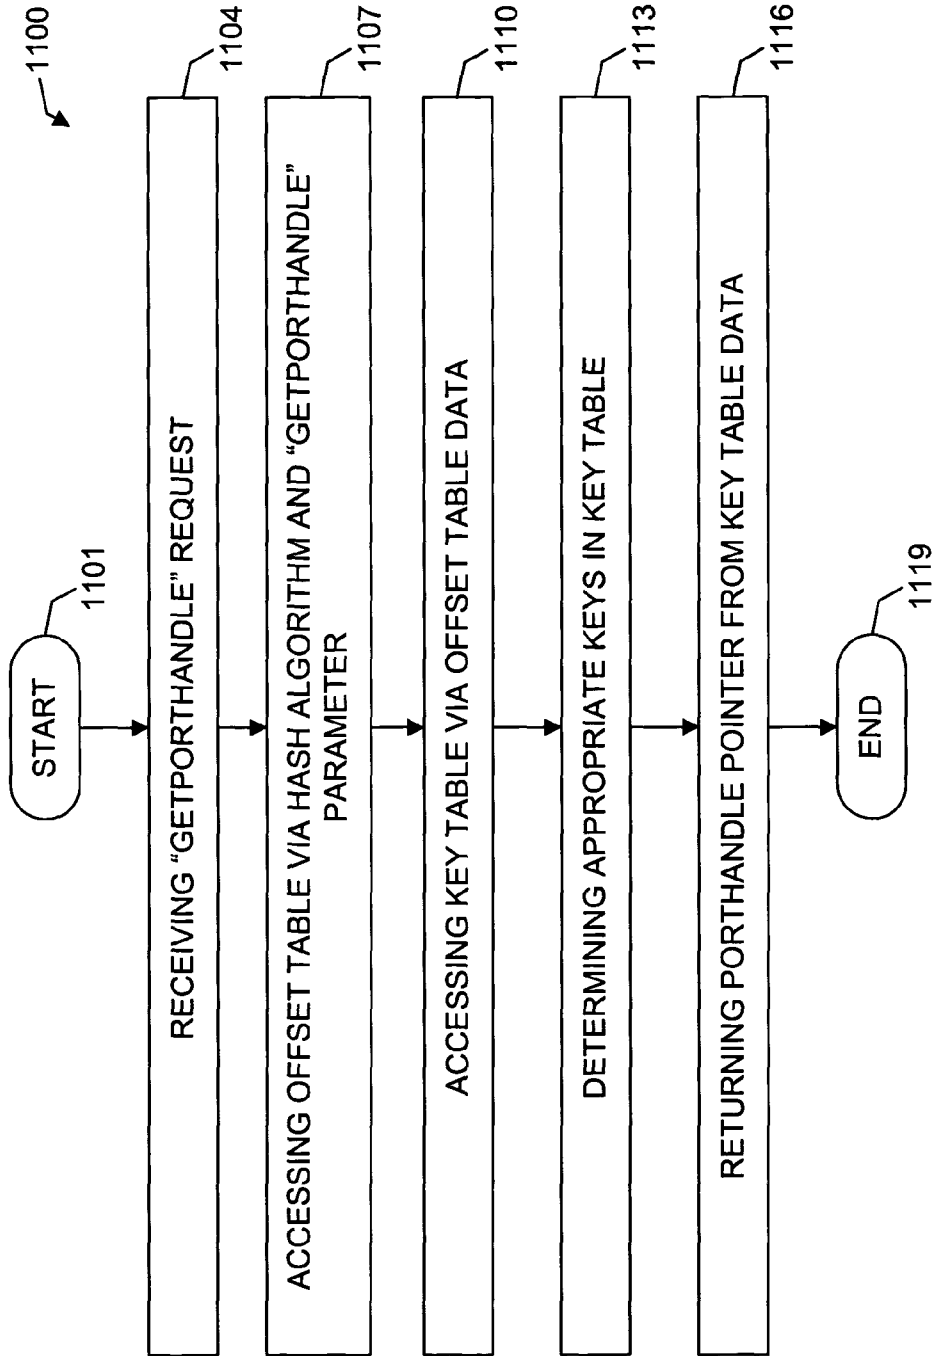 1100
START
1101
RECEIVING “GETPORTHANDLE” REQUEST
1104
ACCESSING OFFSET TABLE VIA HASH ALGORITHM AND “GETPORTHANDLE”
PARAMETER
1107
ACCESSING KEY TABLE VIA OFFSET TABLE DATA
1110
DETERMINING APPROPRIATE KEYS IN KEY TABLE
1113
RETURNING PORTHANDLE POINTER FROM KEY TABLE DATA
1116
END
1119